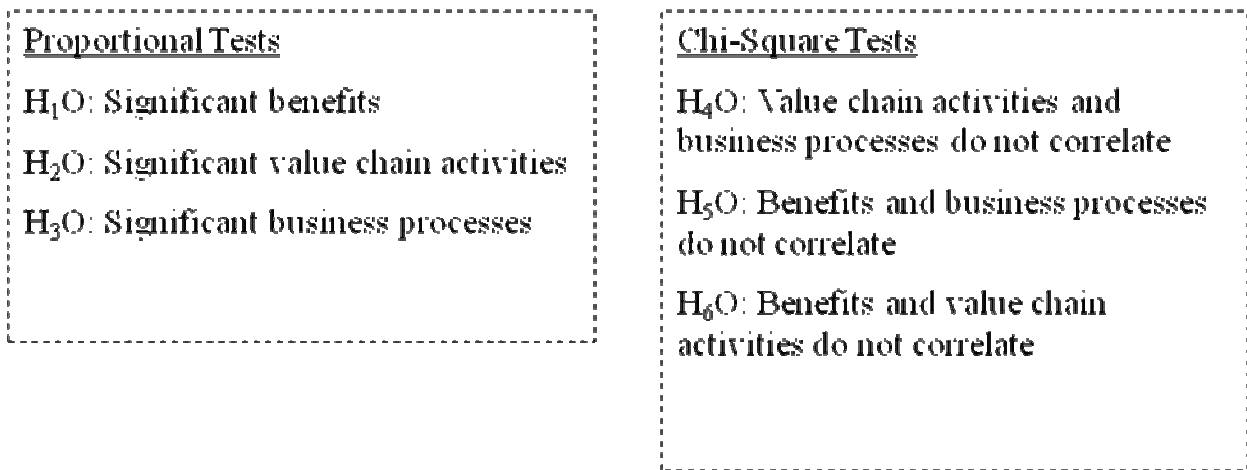 Proportional Tests
H₁O: Significant benefits
H₂O: Significant value chain activities
H₃O: Significant business processes
Chi-Square Tests
H₄O: Value chain activities and
business processes do not correlate
H₅O: Benefits and business processes
do not correlate
H₆O: Benefits and value chain
activities do not correlate